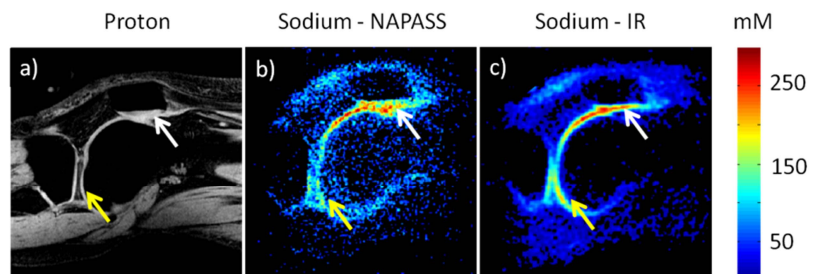 Proton
Sodium - NAPASS
Sodium - IR
mM
a)
b)
c)
250
150
50